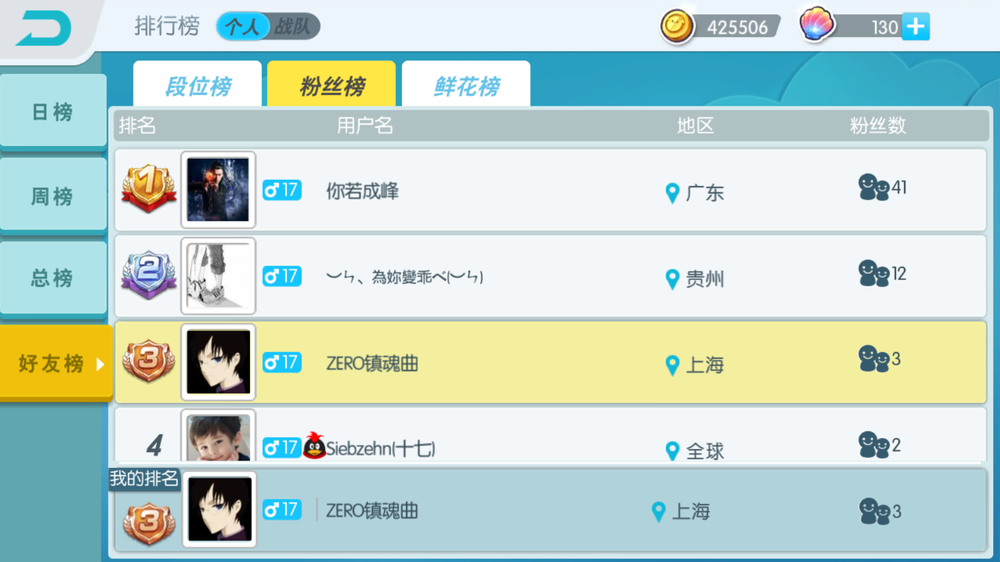 排行榜 个人 战队 425506 130
段位榜 粉丝榜 鲜花榜
日榜
周榜
总榜
好友榜
排名 用户名 地区 粉丝数
1 17 你若成峰 广东 41
2 17 ︶ㄣ、為妳變乖べ(︶ㄣ) 贵州 12
3 17 ZERO镇魂曲 上海 3
4 17 Siebzehn(十七) 全球 2
我的排名
3 17 ZERO镇魂曲 上海 3